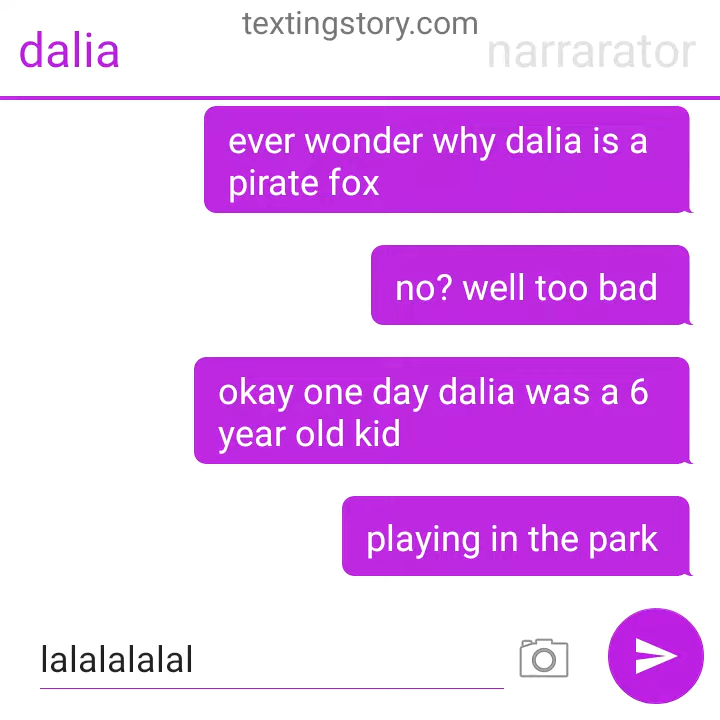 textingstory.com
dalia
narrarator
ever wonder why dalia is a
pirate fox
no? well too bad
okay one day dalia was a 6
year old kid
playing in the park
lalalalalal